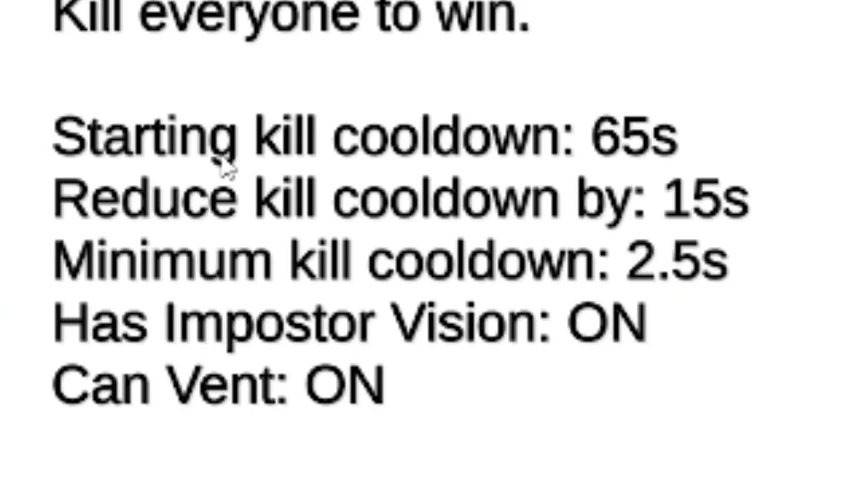 Kill everyone to win.
Starting kill cooldown: 65s
Reduce kill cooldown by: 15s
Minimum kill cooldown: 2.5s
Has Impostor Vision: ON
Can Vent: ON